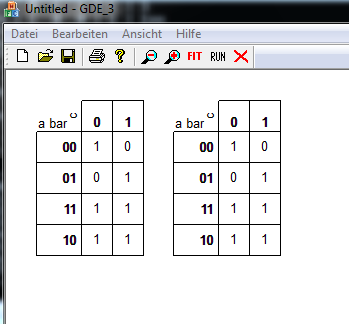 Untitled - GDE_3
Datei Bearbeiten Ansicht Hilfe
FIT RUN
a bar c 0 1 a bar c 0 1
00 1 0 00 1 0
01 0 1 01 0 1
11 1 1 11 1 1
10 1 1 10 1 1